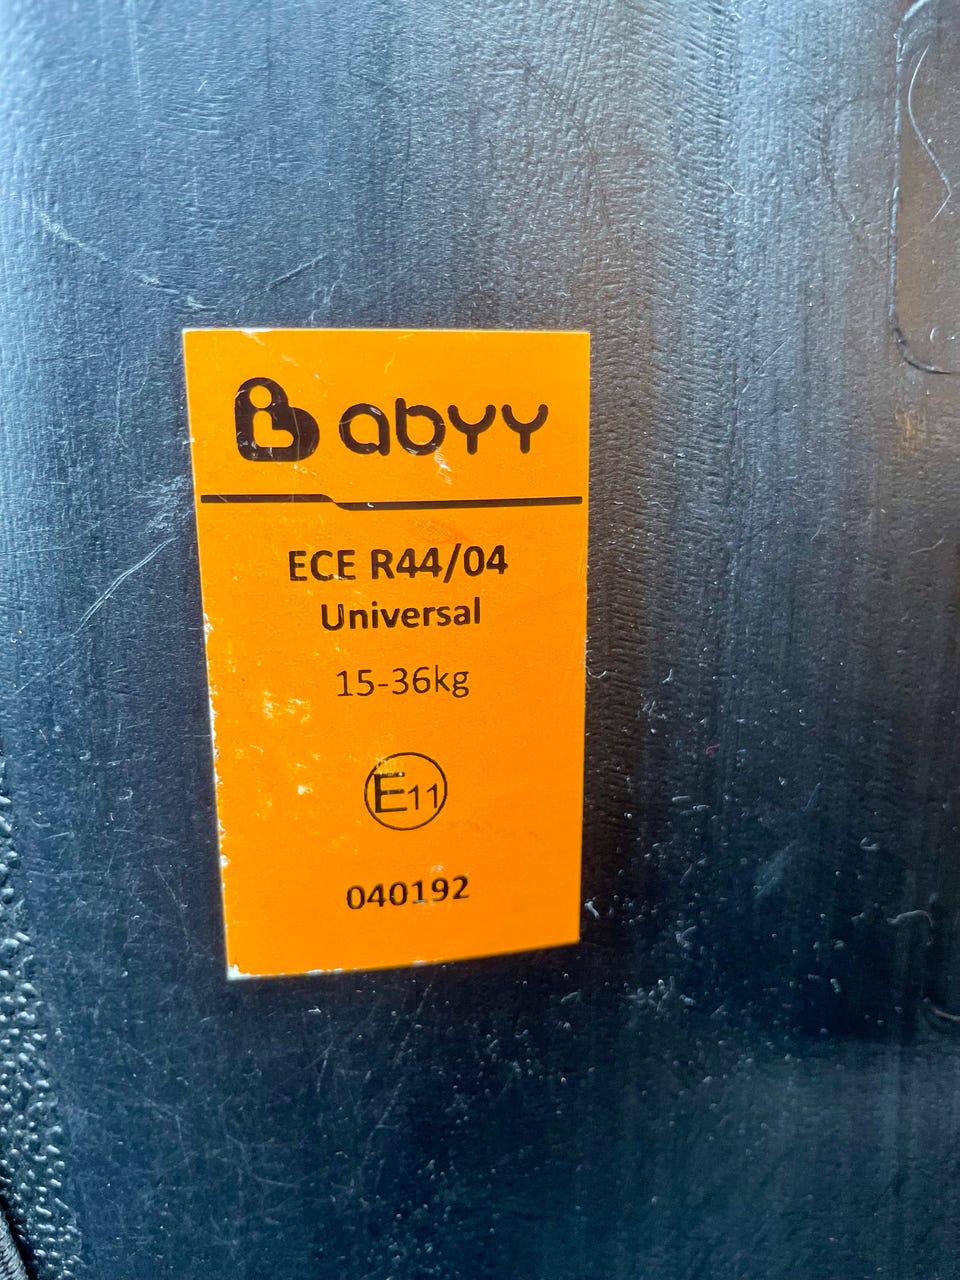 Babyy
ECE R44/04
Universal
15-36kg
E11
040192